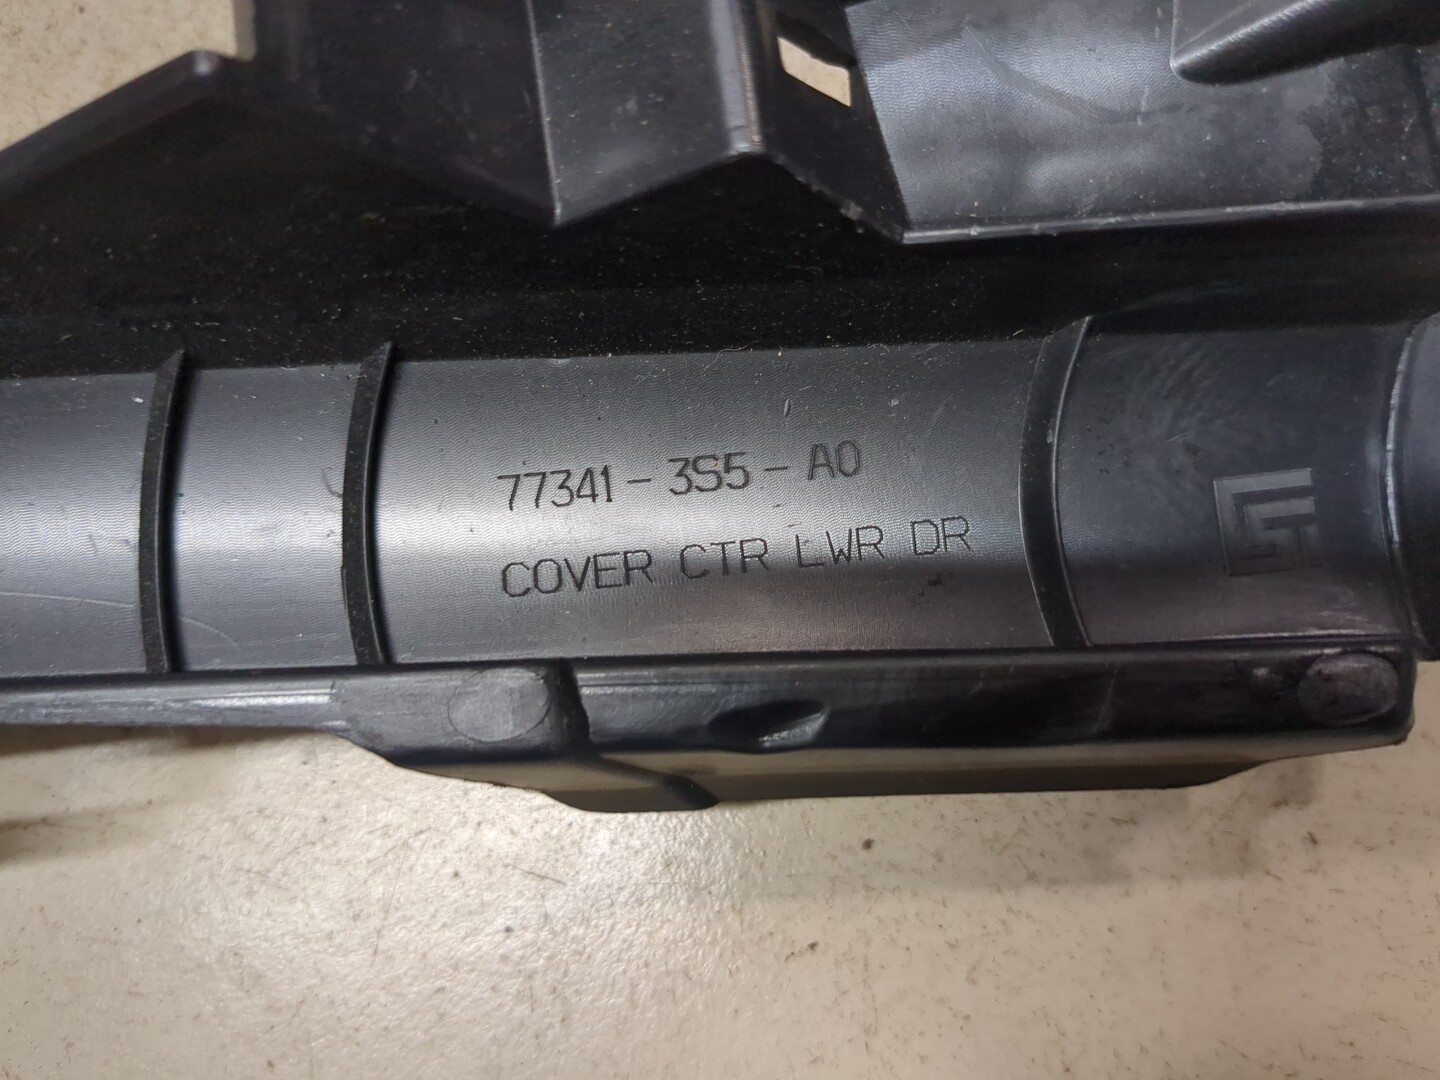 77341-3S5-A0
COVER CTR LWR DR